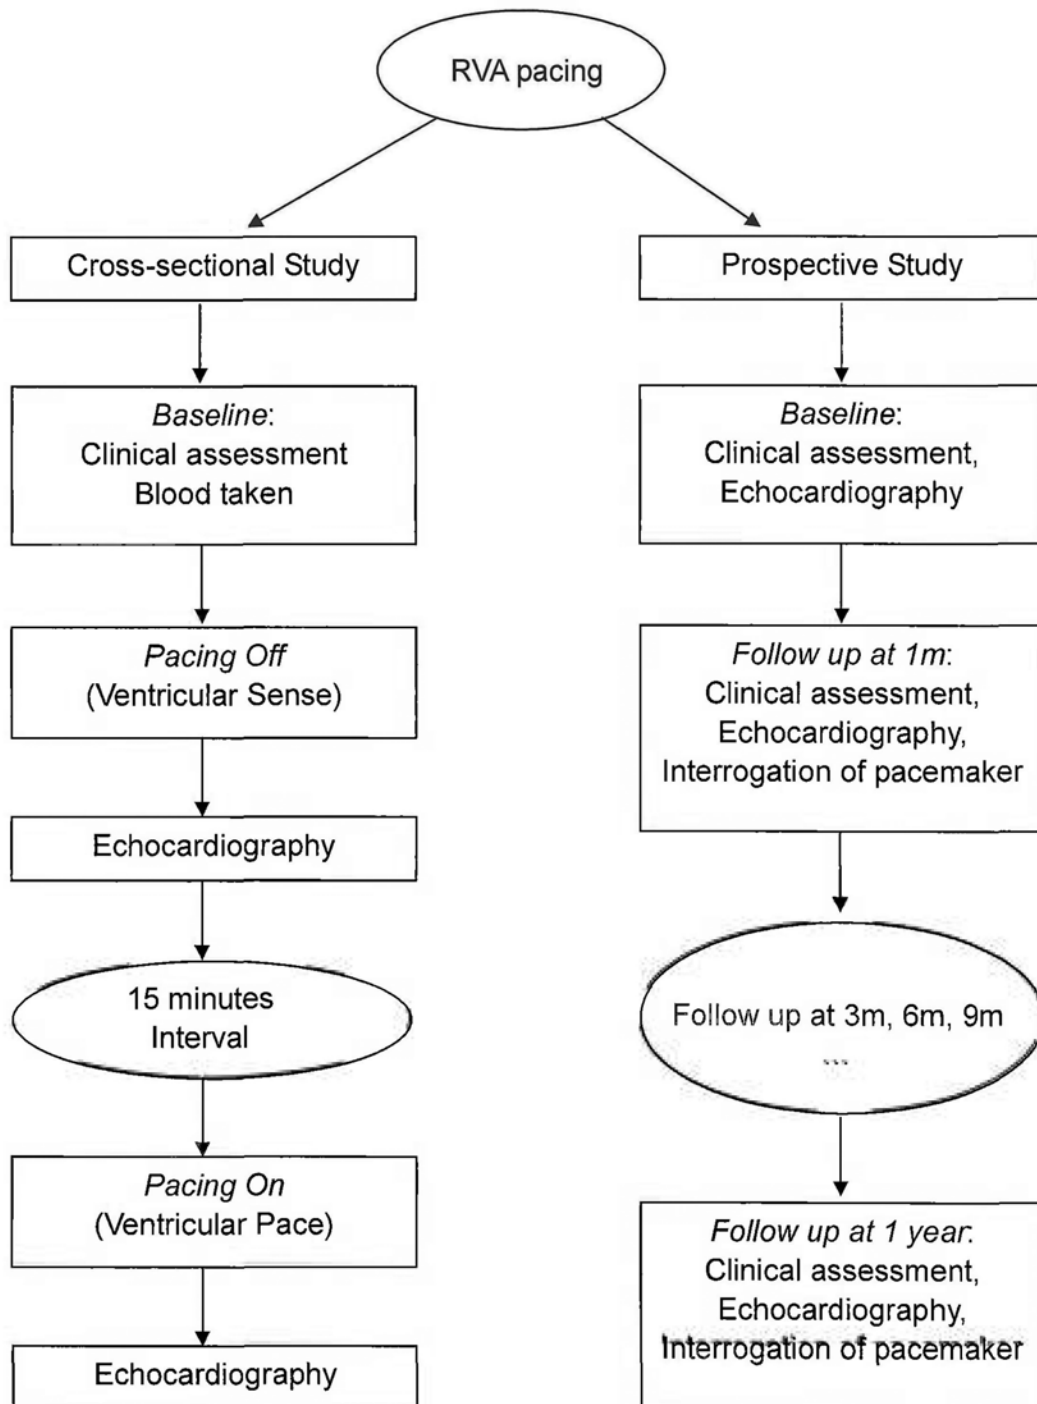 RVA pacing
Cross-sectional Study
Baseline:
Clinical assessment
Blood taken
Pacing Off
(Ventricular Sense)
Echocardiography
15 minutes
Interval
Pacing On
(Ventricular Pace)
Echocardiography
Prospective Study
Baseline:
Clinical assessment,
Echocardiography
Follow up at 1m:
Clinical assessment,
Echocardiography,
Interrogation of pacemaker
Follow up at 3m, 6m, 9m
...
Follow up at 1 year:
Clinical assessment,
Echocardiography,
Interrogation of pacemaker